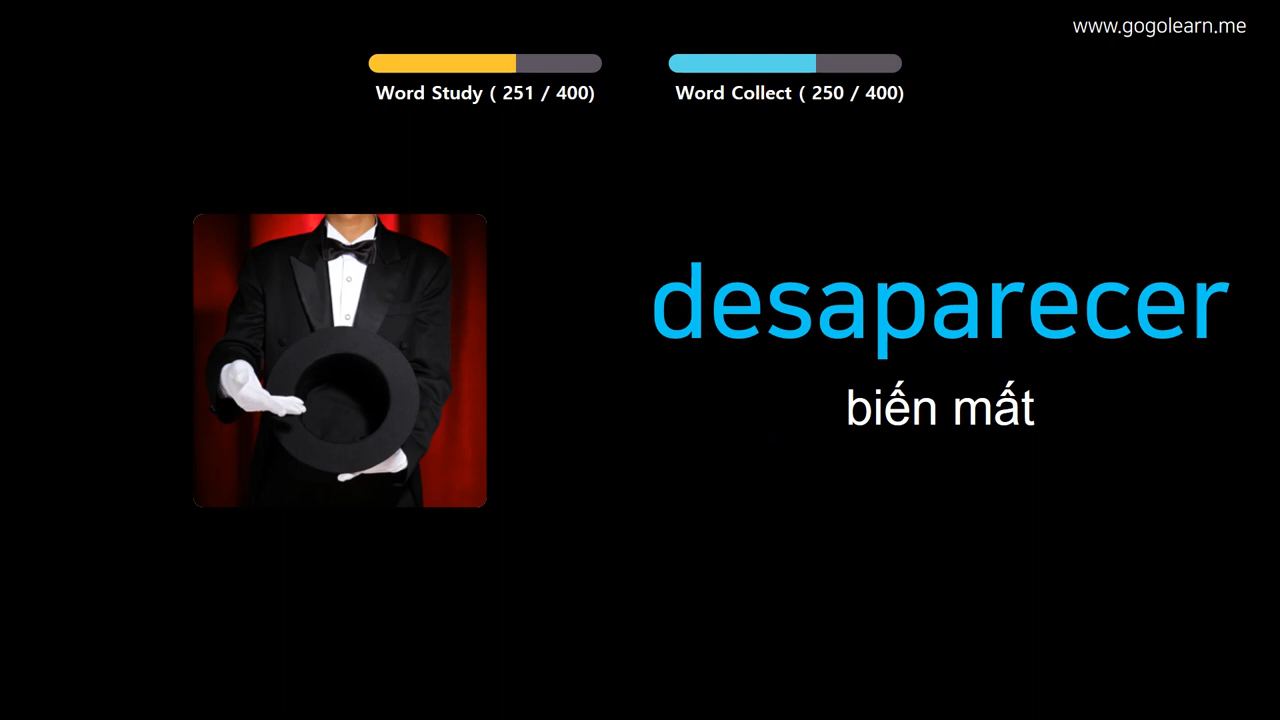 www.gogolearn.me
Word Study ( 251 / 400)
Word Collect ( 250 / 400)
desaparecer
biến mất